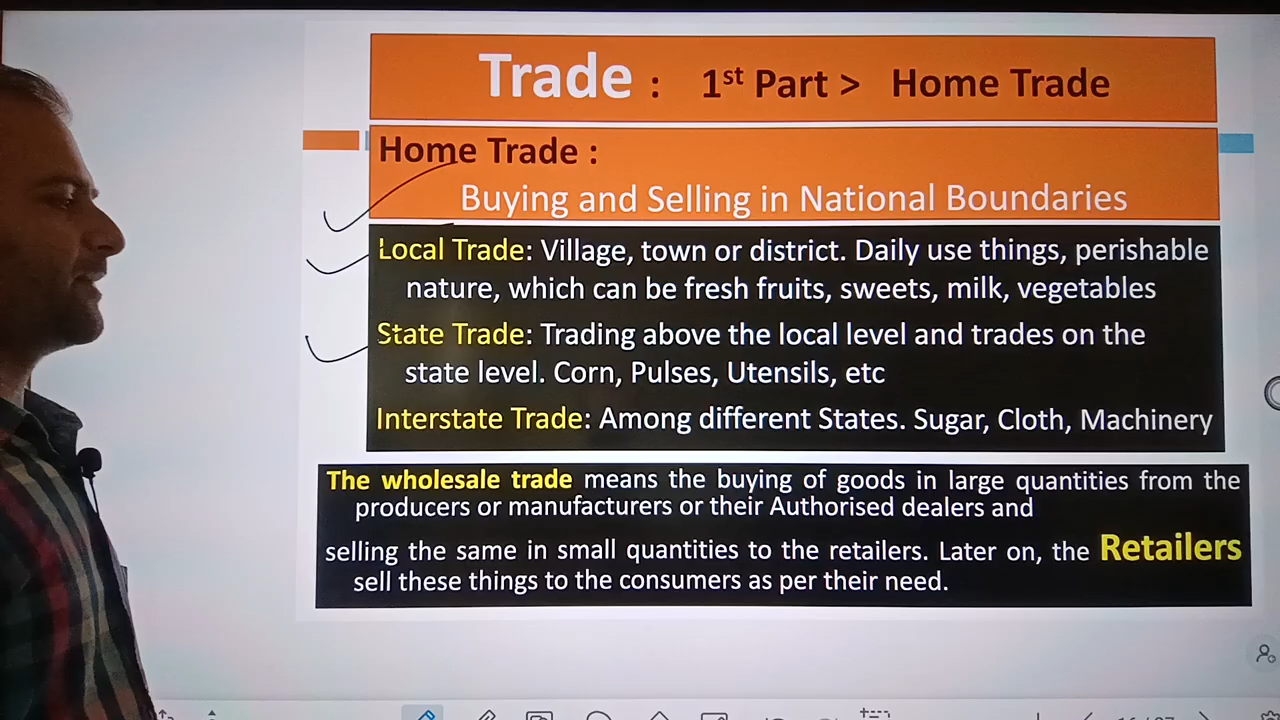 Trade : 1st Part > Home Trade
Home Trade :
Buying and Selling in National Boundaries
Local Trade: Village, town or district. Daily use things, perishable
nature, which can be fresh fruits, sweets, milk, vegetables
State Trade: Trading above the local level and trades on the
state level. Corn, Pulses, Utensils, etc
Interstate Trade: Among different States. Sugar, Cloth, Machinery
The wholesale trade means the buying of goods in large quantities from the
producers or manufacturers or their Authorised dealers and
selling the same in small quantities to the retailers. Later on, the Retailers
sell these things to the consumers as per their need.